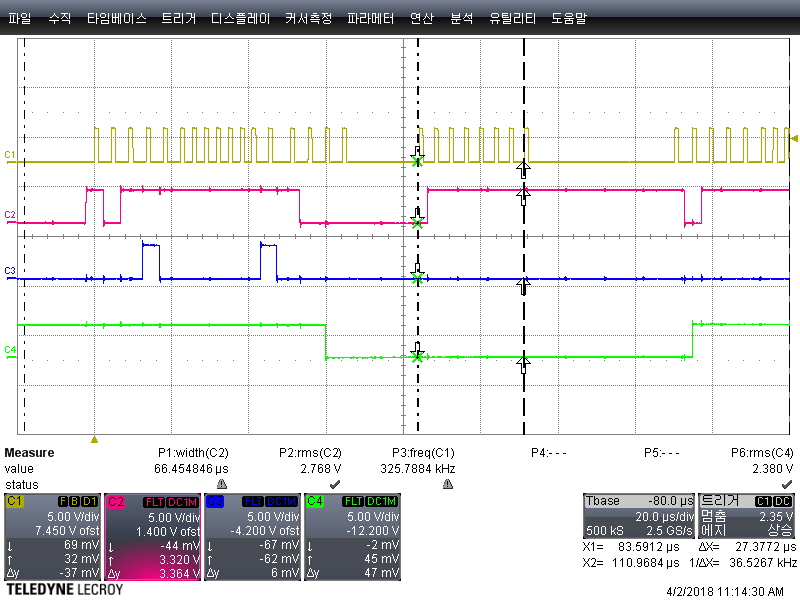 파일 수직 타임베이스 트리거 디스플레이 커서측정 파라메터 연산 분석 유틸리티 도움말
C1
C2
C3
C4
Measure P1:width(C2) P2:rms(C2) P3:freq(C1) P4:- - - P5:- - - P6:rms(C4)
value 66.454846 µs 2.768 V 325.7884 kHz 2.380 V
status
C1 F B D1
5.00 V/div
7.450 V ofst
69 mV
32 mV
Δy -37 mV
C2 FLT DC1M
5.00 V/div
1.400 V ofst
-44 mV
3.320 V
Δy 3.364 V
C3 FLT DC1M
5.00 V/div
-4.200 V ofst
-67 mV
-62 mV
Δy 6 mV
C4 FLT DC1M
5.00 V/div
-12.200 V
-2 mV
45 mV
Δy 47 mV
Tbase -80.0 µs
20.0 µs/div
500 kS 2.5 GS/s
트리거 C1 DC
멈춤 2.35 V
에지 상승
X1= 83.5912 µs ΔX= 27.3772 µs
X2= 110.9684 µs 1/ΔX= 36.5267 kHz
TELEDYNE LECROY
4/2/2018 11:14:30 AM